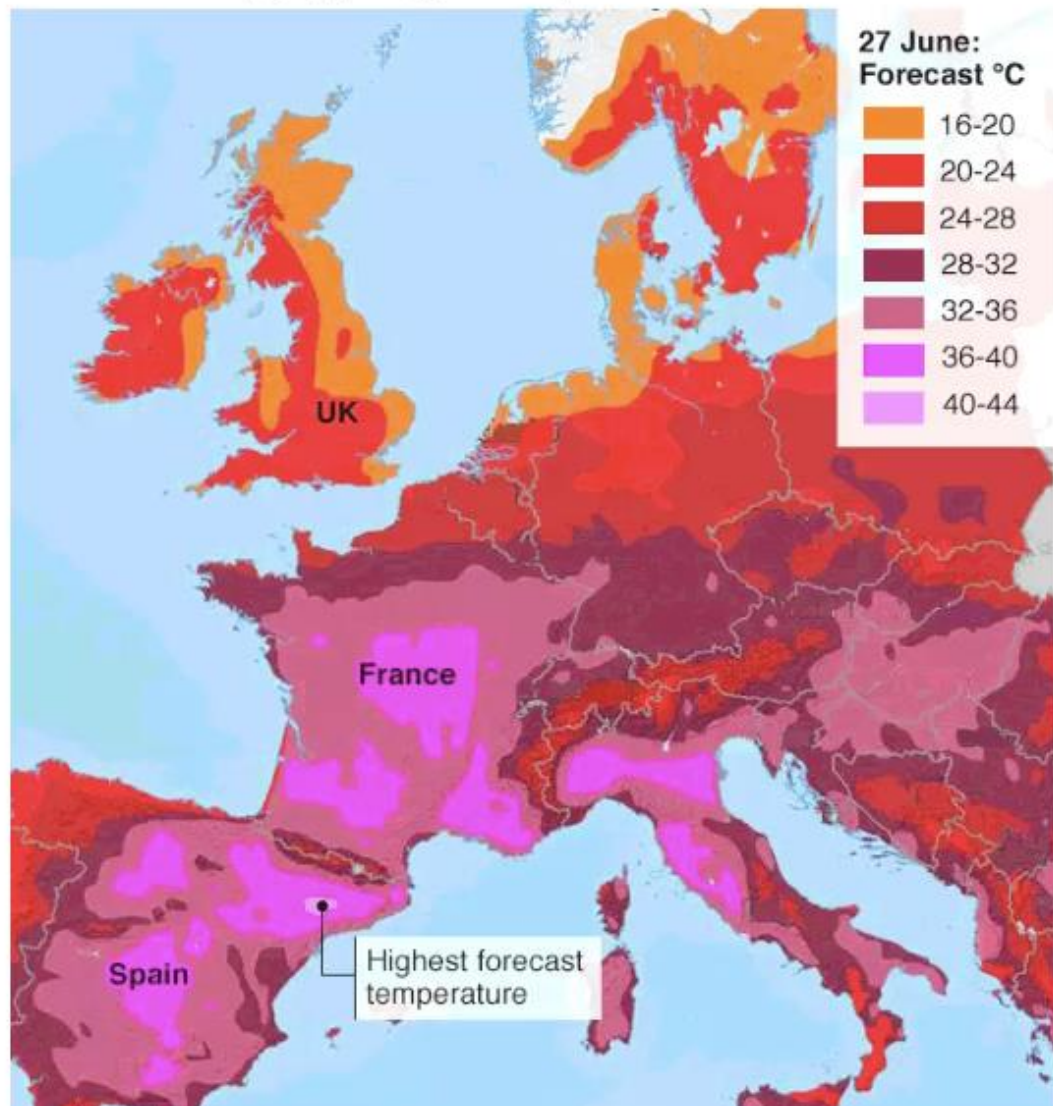 27 June:
Forecast °C
16-20
20-24
24-28
28-32
32-36
36-40
40-44
UK
France
Spain
Highest forecast
temperature